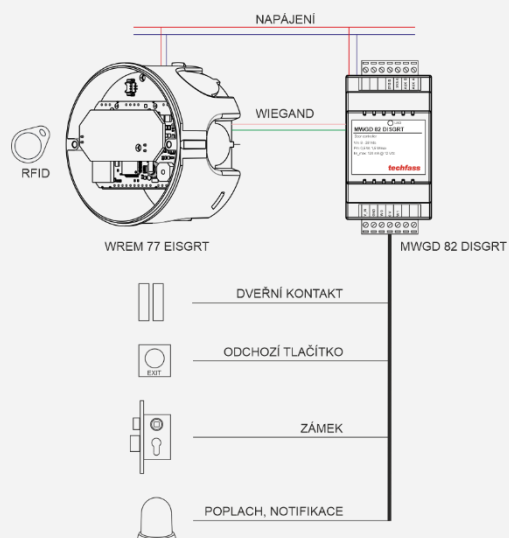 NAPÁJENÍ
WIEGAND
RFID
MWGD 82 DISGRT
techfass
WREM 77 EISGRT
MWGD 82 DISGRT
DVEŘNÍ KONTAKT
ODCHOZÍ TLAČÍTKO
EXIT
ZÁMEK
POPLACH, NOTIFIKACE